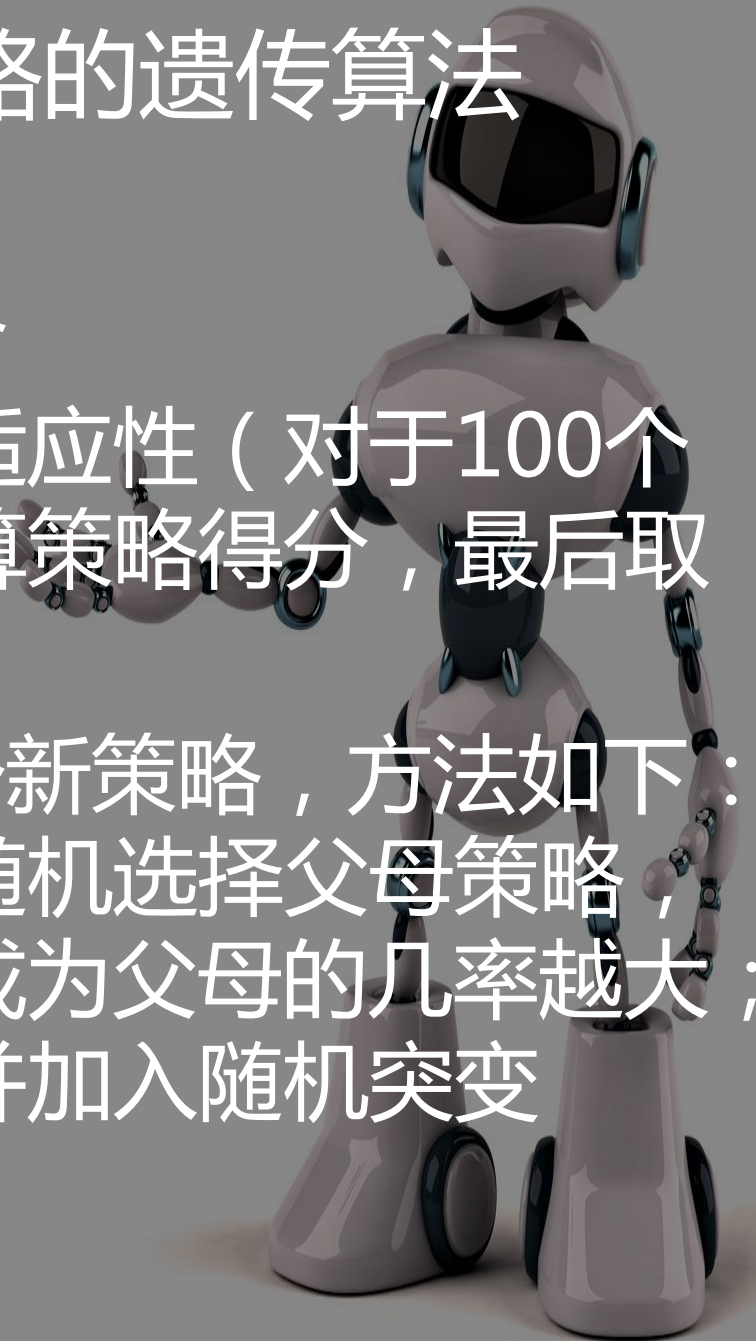 略的遗传算法
适应性（对于100个
算策略得分，最后取
新策略，方法如下：
随机选择父母策略，
成为父母的几率越大；
并加入随机突变